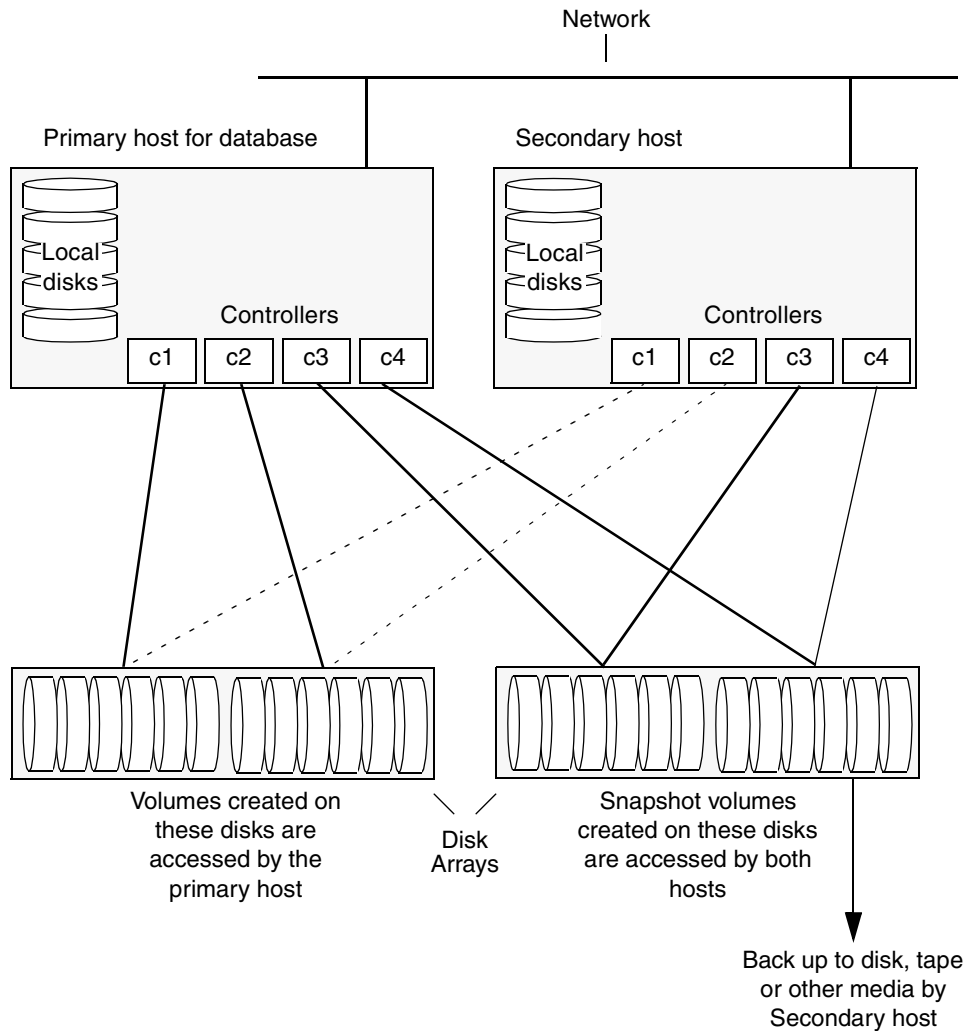 Network
Primary host for database
Secondary host
Local
disks
Controllers
c1
c2
c3
c4
Local
disks
Controllers
c1
c2
c3
c4
Volumes created on
these disks are
accessed by the
primary host
Disk
Arrays
Snapshot volumes
created on these disks
are accessed by both
hosts
Back up to disk, tape
or other media by
Secondary host